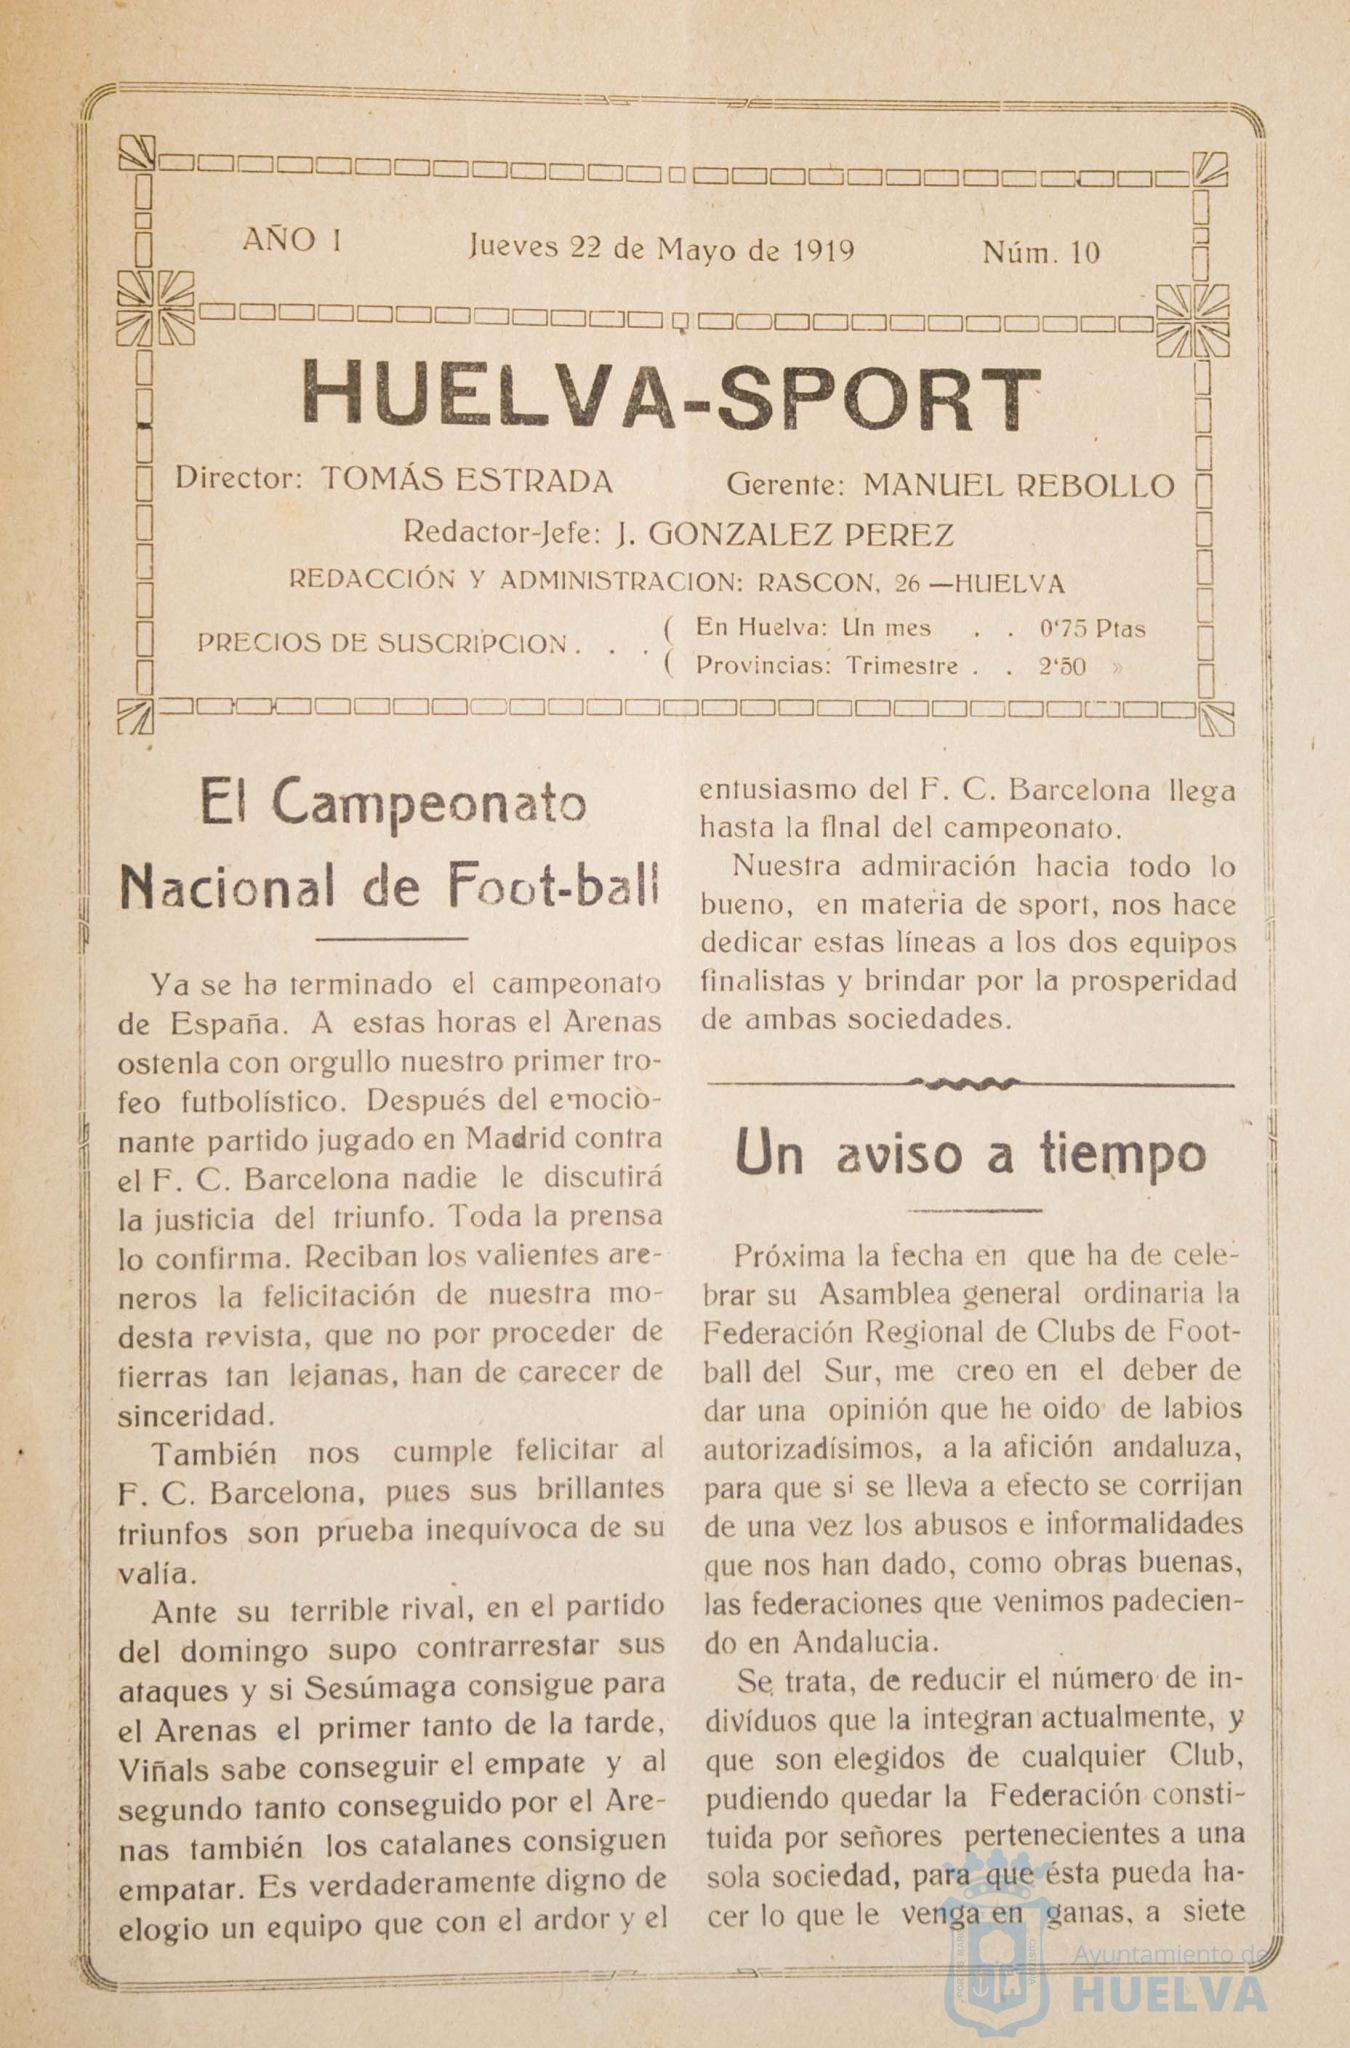 AÑO I Jueves 22 de Mayo de 1919 Núm. 10
HUELVA-SPORT
Director: TOMÁS ESTRADA Gerente: MANUEL REBOLLO
Redactor-Jefe: J. GONZALEZ PEREZ
REDACCIÓN Y ADMINISTRACION: RASCON, 26 —HUELVA
PRECIOS DE SUSCRIPCION. . . ( En Huelva: Un mes . . 0'75 Ptas
( Provincias: Trimestre . . 2'50 »
El Campeonato
Nacional de Foot-ball
Ya se ha terminado el campeonato
de España. A estas horas el Arenas
ostenla con orgullo nuestro primer tro-
feo futbolístico. Después del emocio-
nante partido jugado en Madrid contra
el F. C. Barcelona nadie le discutirá
la justicia del triunfo. Toda la prensa
lo confirma. Reciban los valientes are-
neros la felicitación de nuestra mo-
desta revista, que no por proceder de
tierras tan lejanas, han de carecer de
sinceridad.
También nos cumple felicitar al
F. C. Barcelona, pues sus brillantes
triunfos son prueba inequívoca de su
valía.
Ante su terrible rival, en el partido
del domingo supo contrarrestar sus
ataques y si Sesúmaga consigue para
el Arenas el primer tanto de la tarde,
Viñals sabe conseguir el empate y al
segundo tanto conseguido por el Are-
nas también los catalanes consiguen
empatar. Es verdaderamente digno de
elogio un equipo que con el ardor y el
entusiasmo del F. C. Barcelona llega
hasta la fInal del campeonato.
Nuestra admiración hacia todo lo
bueno, en materia de sport, nos hace
dedicar estas líneas a los dos equipos
finalistas y brindar por la prosperidad
de ambas sociedades.
Un aviso a tiempo
Próxima la fecha en que ha de cele-
brar su Asamblea general ordinaria la
Federación Regional de Clubs de Foot-
ball del Sur, me creo en el deber de
dar una opinión que he oido de labios
autorizadísimos, a la afición andaluza,
para que si se lleva a efecto se corrijan
de una vez los abusos e informalidades
que nos han dado, como obras buenas,
las federaciones que venimos padecien-
do en Andalucia.
Se trata, de reducir el número de in-
divíduos que la integran actualmente, y
que son elegidos de cualquier Club,
pudiendo quedar la Federación consti-
tuida por señores pertenecientes a una
sola sociedad, para que ésta pueda ha-
cer lo que le venga en ganas, a siete
Ayuntamiento de
HUELVA